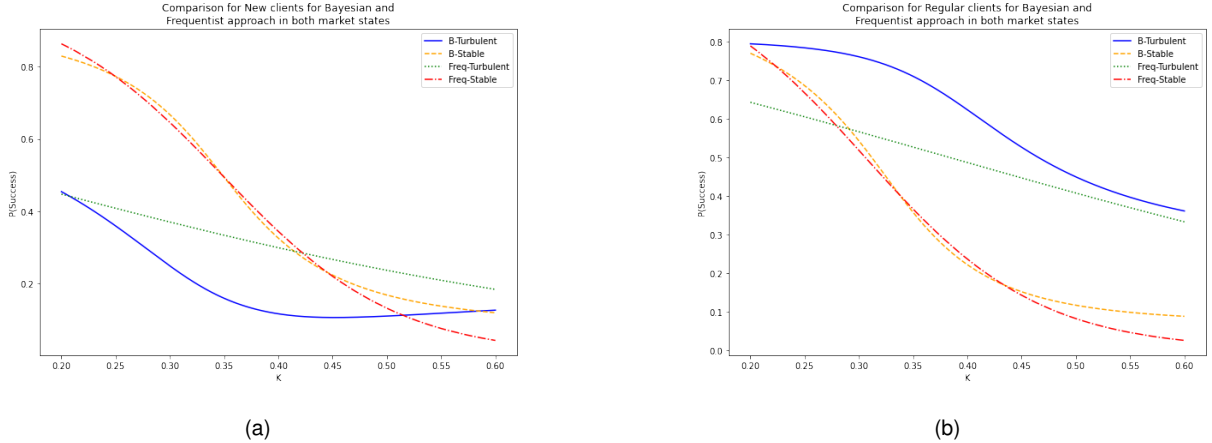 Comparison for New clients for Bayesian and
Frequentist approach in both market states
B-Turbulent
B-Stable
Freq-Turbulent
Freq-Stable
P(Success)
0.8
0.6
0.4
0.2
0.20 0.25 0.30 0.35 0.40 0.45 0.50 0.55 0.60
K
(a)
Comparison for Regular clients for Bayesian and
Frequentist approach in both market states
B-Turbulent
B-Stable
Freq-Turbulent
Freq-Stable
P(Success)
0.8
0.7
0.6
0.5
0.4
0.3
0.2
0.1
0.0
0.20 0.25 0.30 0.35 0.40 0.45 0.50 0.55 0.60
K
(b)